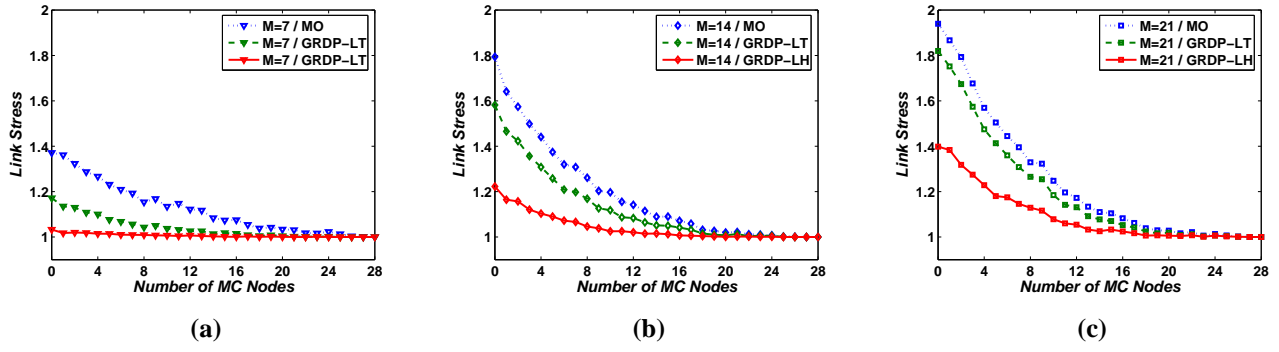 2
1.8
1.6
1.4
1.2
1
Link Stress
0 4 8 12 16 20 24 28
Number of MC Nodes
M=7 / MO
M=7 / GRDP−LT
M=7 / GRDP−LT
(a)
2
1.8
1.6
1.4
1.2
1
Link Stress
0 4 8 12 16 20 24 28
Number of MC Nodes
M=14 / MO
M=14 / GRDP−LT
M=14 / GRDP−LH
(b)
2
1.8
1.6
1.4
1.2
1
Link Stress
0 4 8 12 16 20 24 28
Number of MC Nodes
M=21 / MO
M=21 / GRDP−LT
M=21 / GRDP−LH
(c)